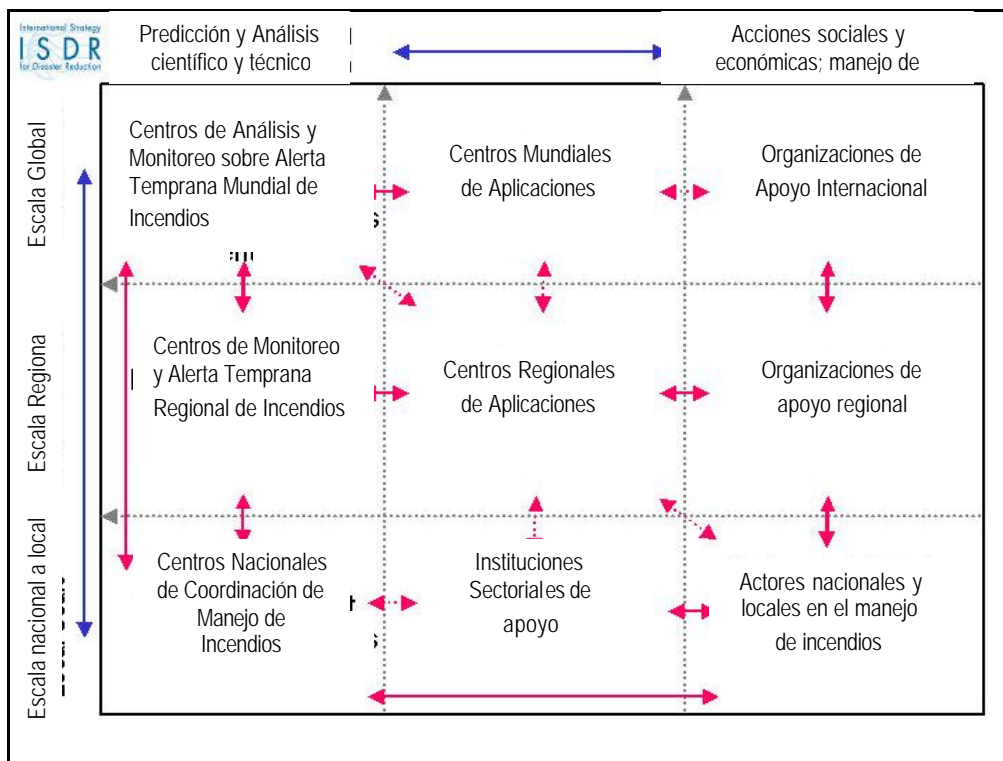 International Strategy
ISDR
for Disaster Reduction
Predicción y Análisis
científico y técnico
Acciones sociales y
económicas; manejo de
Escala Global
Centros de Análisis y
Monitoreo sobre Alerta
Temprana Mundial de
Incendios
Centros Mundiales
de Aplicaciones
Organizaciones de
Apoyo Internacional
Escala Regiona
Centros de Monitoreo
y Alerta Temprana
Regional de Incendios
Centros Regionales
de Aplicaciones
Organizaciones de
apoyo regional
Escala nacional a local
Centros Nacionales
de Coordinación de
Manejo de
Incendios
Instituciones
Sectoriales de
apoyo
Actores nacionales y
locales en el manejo
de incendios